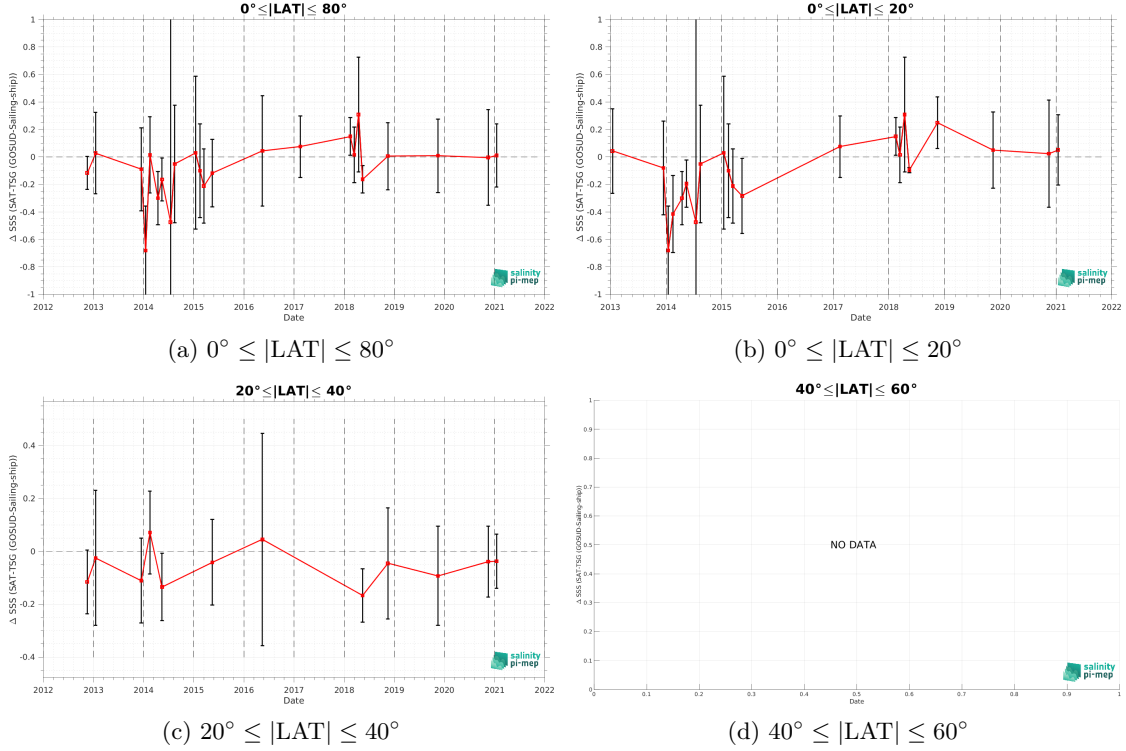 0°≤|LAT|≤ 80°
1
0.8
0.6
0.4
0.2
0
-0.2
-0.4
-0.6
-0.8
-1
Δ SSS (SAT-TSG (GOSUD-Sailing-ship))
2012 2013 2014 2015 2016 2017 2018 2019 2020 2021 2022
Date
salinity
pi-mep
(a) 0° ≤ |LAT| ≤ 80°
0°≤|LAT|≤ 20°
1
0.8
0.6
0.4
0.2
0
-0.2
-0.4
-0.6
-0.8
-1
Δ SSS (SAT-TSG (GOSUD-Sailing-ship))
2013 2014 2015 2016 2017 2018 2019 2020 2021 2022
Date
salinity
pi-mep
(b) 0° ≤ |LAT| ≤ 20°
20°≤|LAT|≤ 40°
0.4
0.2
0
-0.2
-0.4
Δ SSS (SAT-TSG (GOSUD-Sailing-ship))
2012 2013 2014 2015 2016 2017 2018 2019 2020 2021 2022
Date
salinity
pi-mep
(c) 20° ≤ |LAT| ≤ 40°
40°≤|LAT|≤ 60°
1
0.9
0.8
0.7
0.6
0.5
0.4
0.3
0.2
0.1
0
Δ SSS (SAT-TSG (GOSUD-Sailing-ship))
NO DATA
0 0.1 0.2 0.3 0.4 0.5 0.6 0.7 0.8 0.9 1
Date
salinity
pi-mep
(d) 40° ≤ |LAT| ≤ 60°